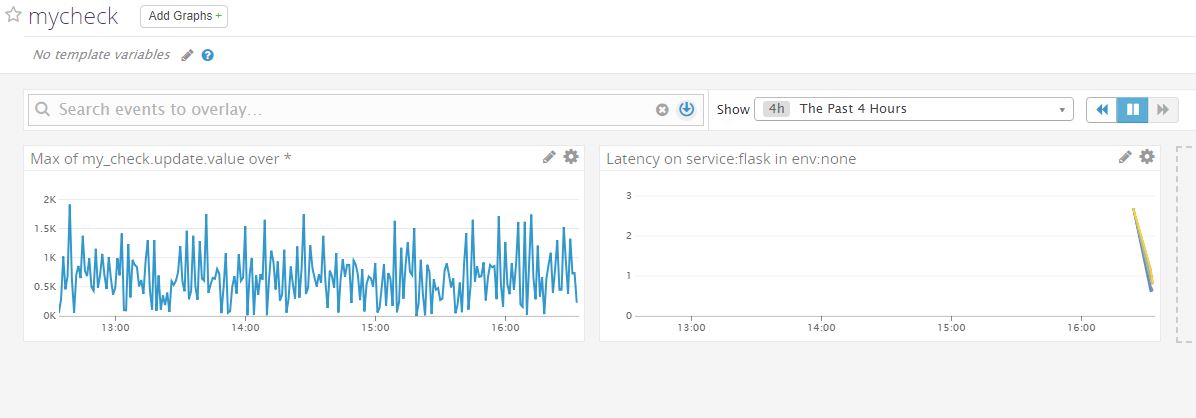 mycheck
Add Graphs +
No template variables
Search events to overlay...
Show 4h The Past 4 Hours
Max of my_check.update.value over *
2K
1.5K
1K
0.5K
0K
13:00 14:00 15:00 16:00
Latency on service:flask in env:none
3
2
1
0
13:00 14:00 15:00 16:00